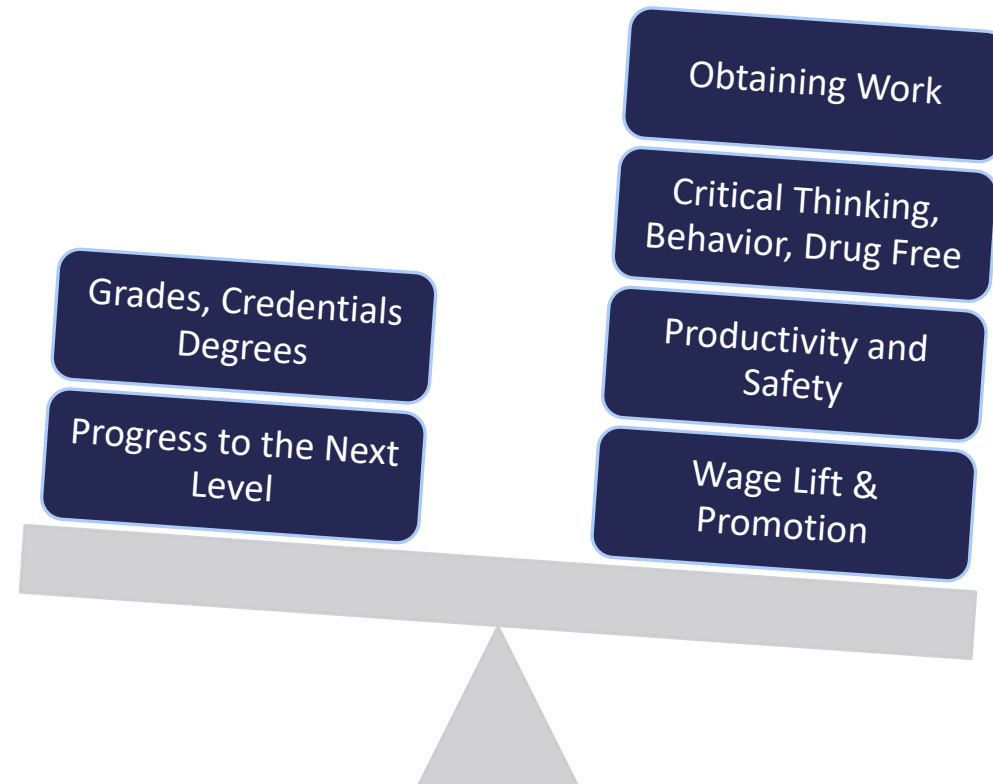 Grades, Credentials
Degrees
Progress to the Next
Level
Obtaining Work
Critical Thinking,
Behavior, Drug Free
Productivity and
Safety
Wage Lift &
Promotion